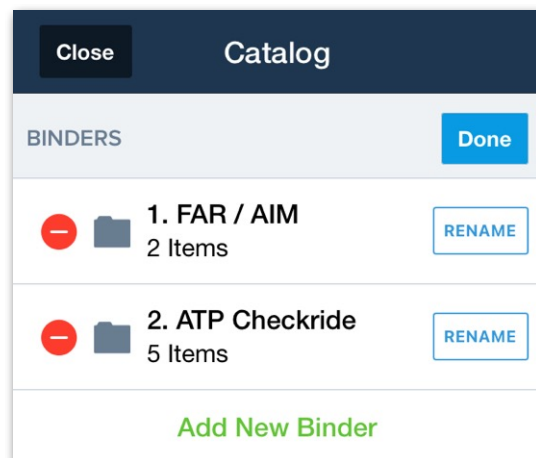 Close
Catalog
BINDERS
Done
1. FAR / AIM
2 Items
RENAME
2. ATP Checkride
5 Items
RENAME
Add New Binder